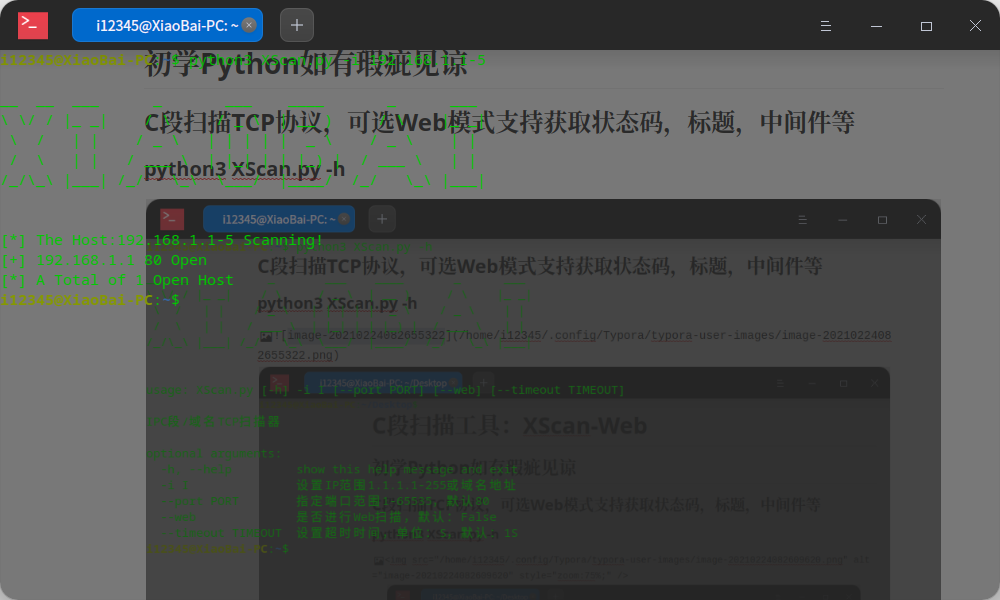 i12345@XiaoBai-PC: ~
初学Python如有瑕疵见谅
i12345@XiaoBai-PC:~$ python3 XScan.py -i 192.168.1.1-5
C段扫描TCP协议，可选Web模式支持获取状态码，标题，中间件等
python3 XScan.py -h
i12345@XiaoBai-PC: ~
[*] The Host:192.168.1.1-5 Scanning!
192.168.1.1:80 Open
[*] A Total of 1 Open Host
i12345@XiaoBai-PC:~$
C段扫描TCP协议，可选Web模式支持获取状态码，标题，中间件等
python3 XScan.py -h
![image-20210224082655322](/home/i12345/.config/Typora/typora-user-images/image-2021022408
2655322.png)
i12345@XiaoBai-PC: ~/Desktop
[-h] -i I [--port PORT] [--web] [--timeout TIMEOUT]
C段扫描工具：XScan-Web
初学Python如有瑕疵见谅
show this help message and exit
设置IP范围1.1.1.1-255或域名地址
指定端口范围1-65535，默认80
可选Web模式支持获取状态码，标题，中间件等
是否进行Web扫描，默认：False
TIMEOUT 设置超时时间，单位：S，默认：1S
i12345@XiaoBai-PC:~$